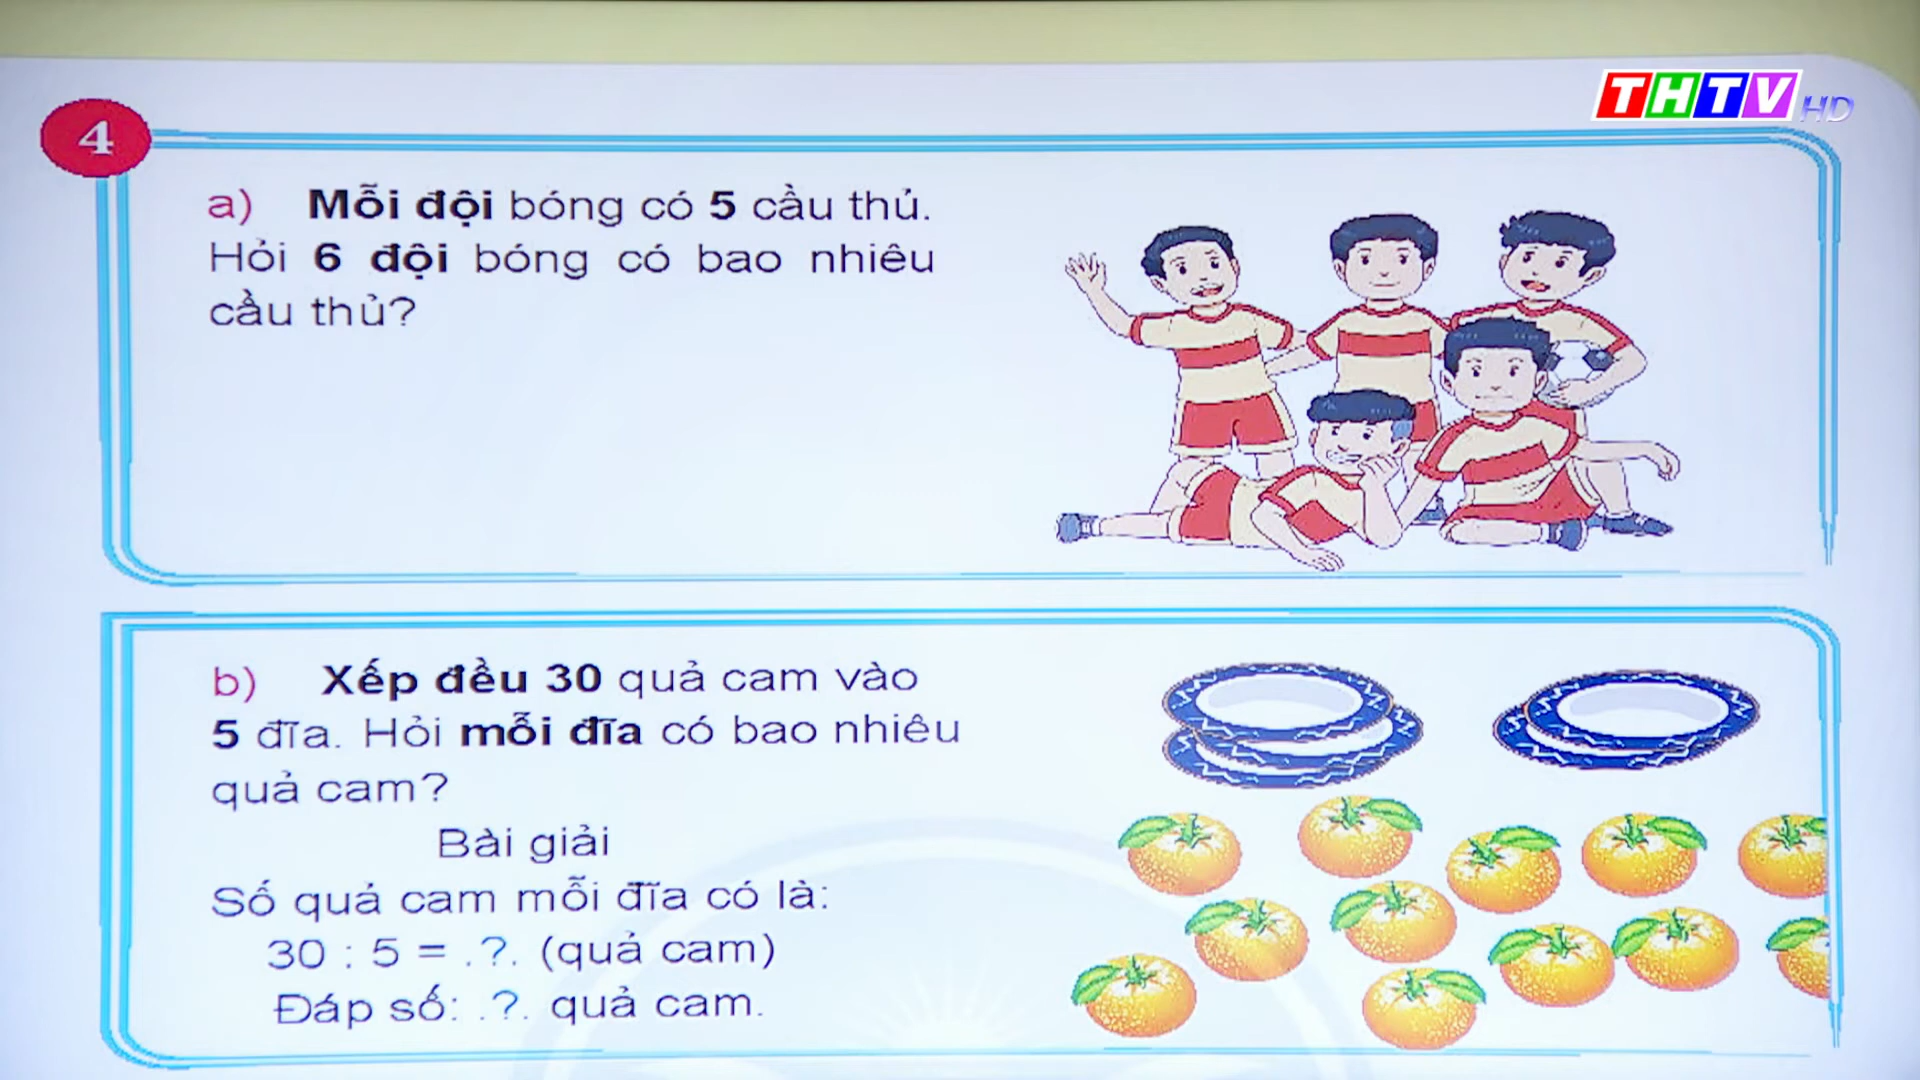 THTV HD
4
a) Mỗi đội bóng có 5 cầu thủ.
Hỏi 6 đội bóng có bao nhiêu
cầu thủ?
b) Xếp đều 30 quả cam vào
5 đĩa. Hỏi mỗi đĩa có bao nhiêu
quả cam?
Bài giải
Số quả cam mỗi đĩa có là:
30 : 5 = .?. (quả cam)
Đáp số: .?. quả cam.